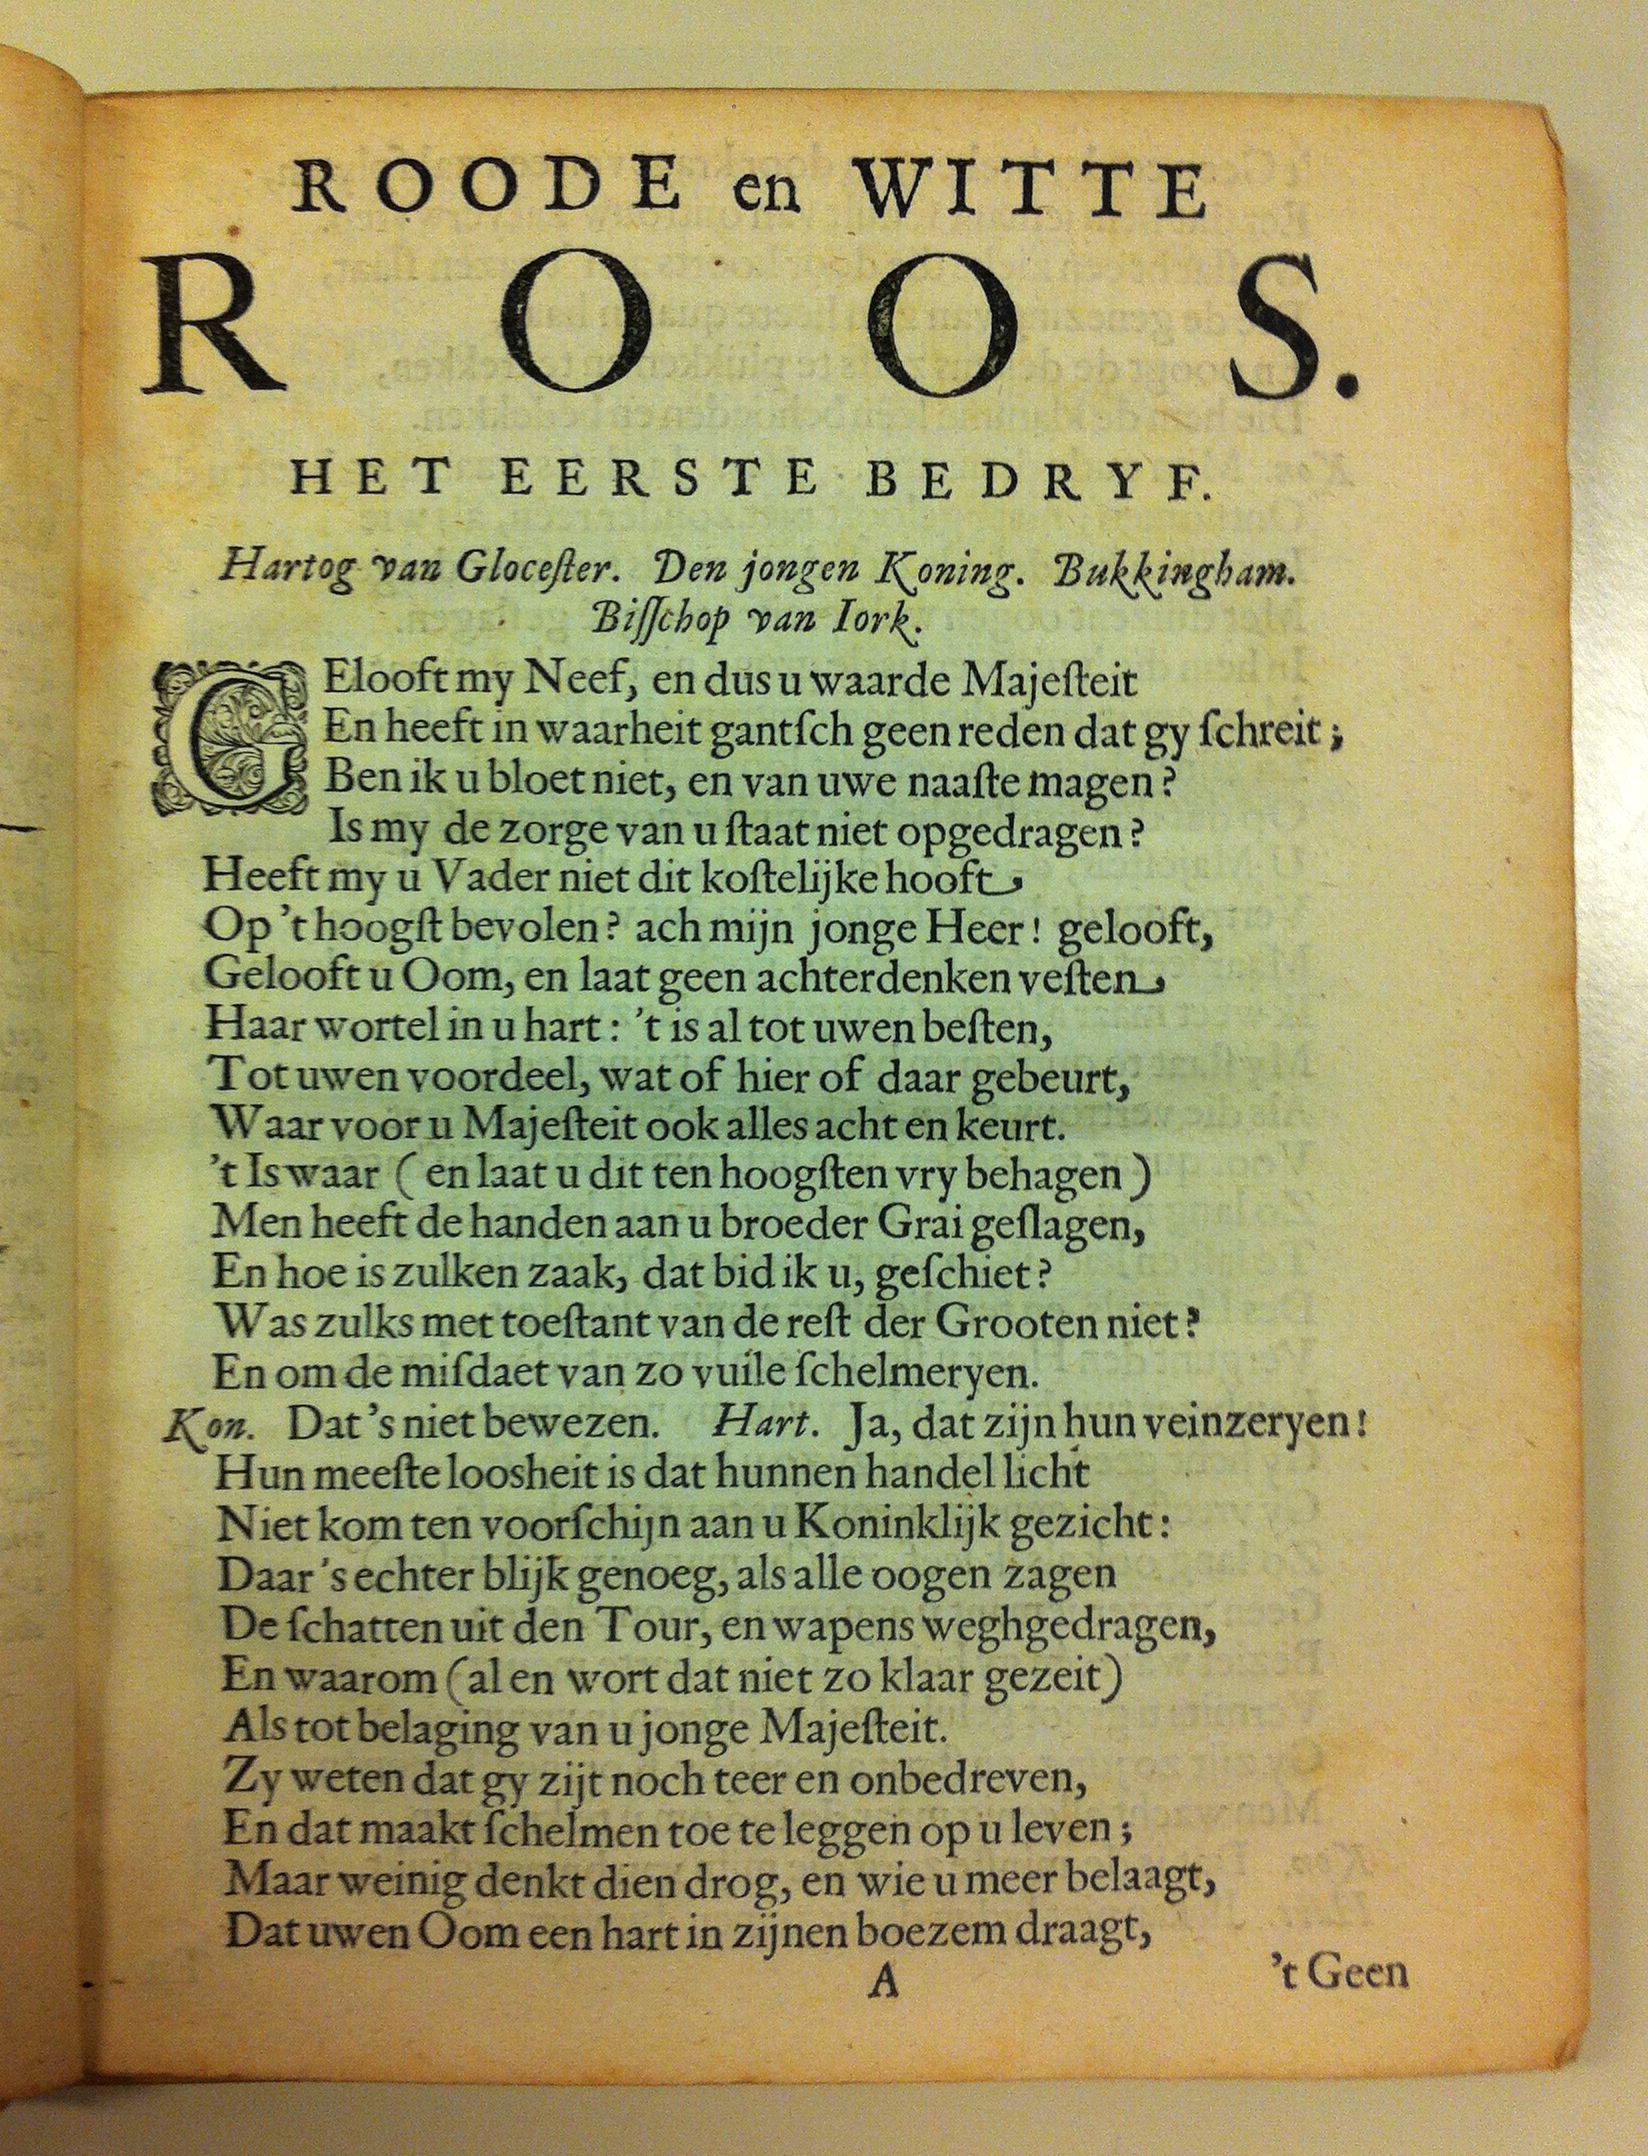 ROODE en WITTE
ROOS.
HET EERSTE BEDRYF.
Hartog van Gloceſter. Den jongen Koning. Bukkingham.
Biſſchop van Iork.
GElooft my Neef, en dus u waarde Majeſteit
En heeft in waarheit gantſch geen reden dat gy ſchreit;
Ben ik u bloet niet, en van uwe naaſte magen?
Is my de zorge van u ſtaat niet opgedragen?
Heeft my u Vader niet dit koſtelijke hooft
Op 't hoogſt bevolen? ach mijn jonge Heer! gelooft,
Gelooft u Oom, en laat geen achterdenken veſten
Haar wortel in u hart: 't is al tot uwen beſten,
Tot uwen voordeel, wat of hier of daar gebeurt,
Waar voor u Majeſteit ook alles acht en keurt.
't Is waar (en laat u dit ten hoogſten vry behagen)
Men heeft de handen aan u broeder Grai geſlagen,
En hoe is zulken zaak, dat bid ik u, geſchiet?
Was zulks met toeſtant van de reſt der Grooten niet?
En om de miſdaet van zo vuile ſchelmeryen.
Kon. Dat 's niet bewezen. Hart. Ja, dat zijn hun veinzeryen!
Hun meeſte loosheit is dat hunnen handel licht
Niet kom ten voorſchijn aan u Koninklijk gezicht:
Daar 's echter blijk genoeg, als alle oogen zagen
De ſchatten uit den Tour, en wapens weghgedragen,
En waarom (al en wort dat niet zo klaar gezeit)
Als tot belaging van u jonge Majeſteit.
Zy weten dat gy zijt noch teer en onbedreven,
En dat maakt ſchelmen toe te leggen op u leven;
Maar weinig denkt dien drog, en wie u meer belaagt,
Dat uwen Oom een hart in zijnen boezem draagt,
A
't Geen